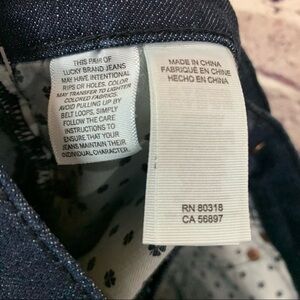 THIS PAIR OF
LUCKY BRAND JEANS
MAY HAVE INTENTIONAL
RIPS OR HOLES. COLOR
MAY TRANSFER TO LIGHTER
COLORED FABRICS.
AVOID PULLING UP BY
BELT LOOPS, SIMPLY
FOLLOW THE CARE
INSTRUCTIONS TO
ENSURE THAT YOUR
JEANS MAINTAIN THEIR
INDIVIDUAL CHARACTER.
MADE IN CHINA
FABRIQUÉ EN CHINE
HECHO EN CHINA
RN 80318
CA 56897